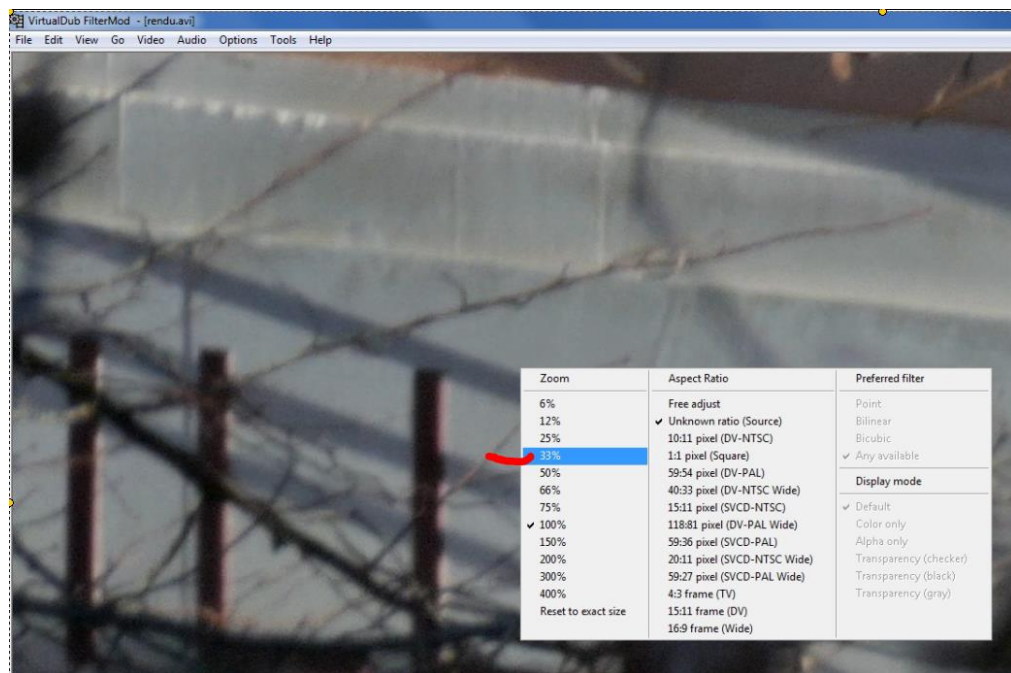 VirtualDub FilterMod - [rendu.avi]
File Edit View Go Video Audio Options Tools Help
Zoom
6%
12%
25%
33%
50%
66%
75%
100%
150%
200%
300%
400%
Reset to exact size
Aspect Ratio
Free adjust
Unknown ratio (Source)
10:11 pixel (DV-NTSC)
1:1 pixel (Square)
59:54 pixel (DV-PAL)
40:33 pixel (DV-NTSC Wide)
15:11 pixel (SVCD-NTSC)
118:81 pixel (DV-PAL Wide)
59:36 pixel (SVCD-PAL)
20:11 pixel (SVCD-NTSC Wide)
59:27 pixel (SVCD-PAL Wide)
4:3 frame (TV)
15:11 frame (DV)
16:9 frame (Wide)
Preferred filter
Point
Bilinear
Bicubic
Any available
Display mode
Default
Color only
Alpha only
Transparency (checker)
Transparency (black)
Transparency (gray)